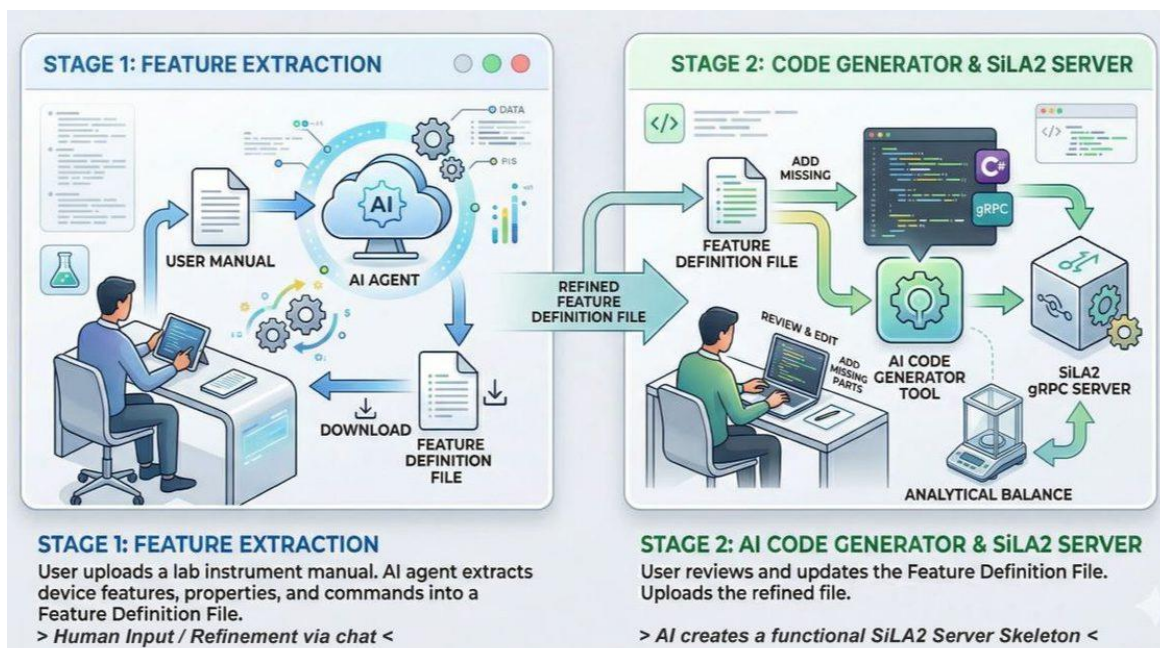 STAGE 1: FEATURE EXTRACTION
DATA
USER MANUAL
AI
AI AGENT
DOWNLOAD
FEATURE
DEFINITION
FILE
REFINED
FEATURE
DEFINITION FILE
STAGE 2: CODE GENERATOR & SiLA2 SERVER
</>
</>
ADD
MISSING
C#
gRPC
FEATURE
DEFINITION FILE
REVIEW & EDIT
ADD
MISSING
PARTS
AI CODE
GENERATOR
TOOL
SiLA2
gRPC SERVER
ANALYTICAL BALANCE
STAGE 1: FEATURE EXTRACTION
User uploads a lab instrument manual. AI agent extracts
device features, properties, and commands into a
Feature Definition File.
> Human Input / Refinement via chat <
STAGE 2: AI CODE GENERATOR & SiLA2 SERVER
User reviews and updates the Feature Definition File.
Uploads the refined file.
> AI creates a functional SiLA2 Server Skeleton <